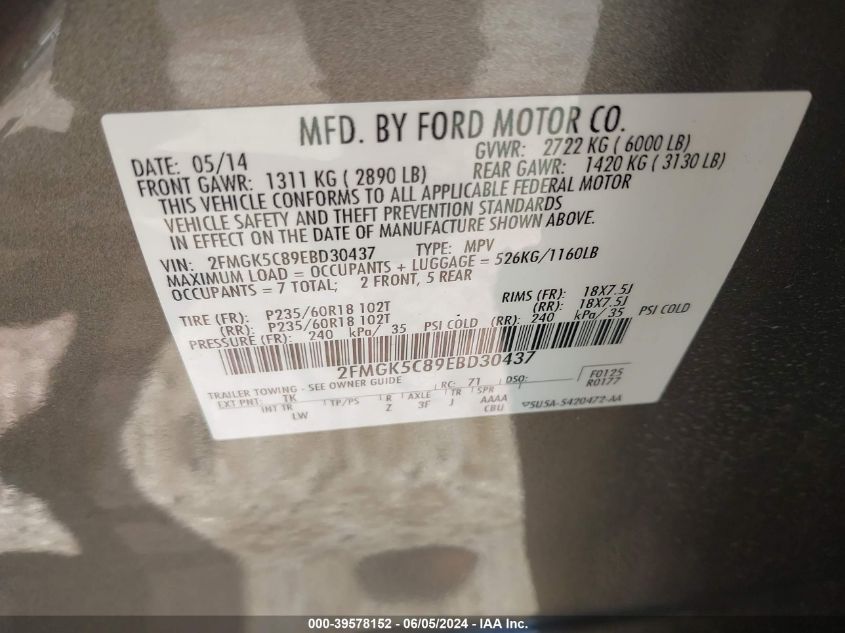 MFD. BY FORD MOTOR CO.
DATE: 05/14 GVWR: 2722 KG ( 6000 LB)
FRONT GAWR: 1311 KG ( 2890 LB) REAR GAWR: 1420 KG ( 3130 LB)
THIS VEHICLE CONFORMS TO ALL APPLICABLE FEDERAL MOTOR
VEHICLE SAFETY AND THEFT PREVENTION STANDARDS
IN EFFECT ON THE DATE OF MANUFACTURE SHOWN ABOVE.
VIN: 2FMGK5C89EBD30437 TYPE: MPV
MAXIMUM LOAD = OCCUPANTS + LUGGAGE = 526KG/1160LB
OCCUPANTS = 7 TOTAL; 2 FRONT, 5 REAR
TIRE (FR): P235/60R18 102T RIMS (FR): 18X7.5J
(RR): P235/60R18 102T (RR): 18X7.5J
PRESSURE (FR): 240 kPa/ 35 PSI COLD (RR): 240 kPa/ 35 PSI COLD
2FMGK5C89EBD30437
TRAILER TOWING - SEE OWNER GUIDE RC: 71 DSO: F0125
R0177
EXT PNT: TK R AXLE TR SPR
INT TR TP/PS Z 3F J AAAA
LW CBU 5U5A-5420472-AA
000-39578152 / 06/05/2024 - IAA Inc.